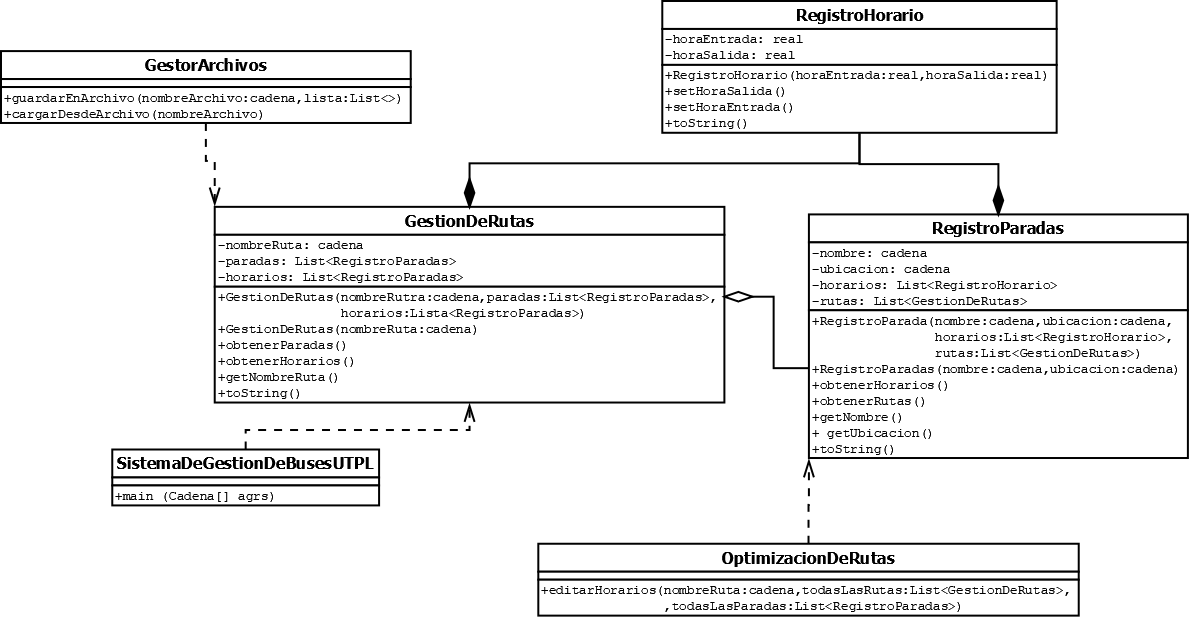 RegistroHorario
-horaEntrada: real
-horaSalida: real
+RegistroHorario(horaEntrada:real,horaSalida:real)
+setHoraSalida()
+setHoraEntrada()
+toString()
GestorArchivos
+guardarEnArchivo(nombreArchivo:cadena,lista:List<>)
+cargarDesdeArchivo(nombreArchivo)
GestionDeRutas
-nombreRuta: cadena
-paradas: List<RegistroParadas>
-horarios: List<RegistroParadas>
+GestionDeRutas(nombreRutra:cadena,paradas:List<RegistroParadas>,
horarios:Lista<RegistroParadas>)
+GestionDeRutas(nombreRuta:cadena)
+obtenerParadas()
+obtenerHorarios()
+getNombreRuta()
+toString()
RegistroParadas
-nombre: cadena
-ubicacion: cadena
-horarios: List<RegistroHorario>
-rutas: List<GestionDeRutas>
+RegistroParada(nombre:cadena,ubicacion:cadena,
horarios:List<RegistroHorario>,
rutas:List<GestionDeRutas>)
+RegistroParadas(nombre:cadena,ubicacion:cadena)
+obtenerHorarios()
+obtenerRutas()
+getNombre()
+ getUbicacion()
+toString()
SistemaDeGestionDeBusesUTPL
+main (Cadena[] agrs)
OptimizacionDeRutas
+editarHorarios(nombreRuta:cadena,todasLasRutas:List<GestionDeRutas>,
,todasLasParadas:List<RegistroParadas>)